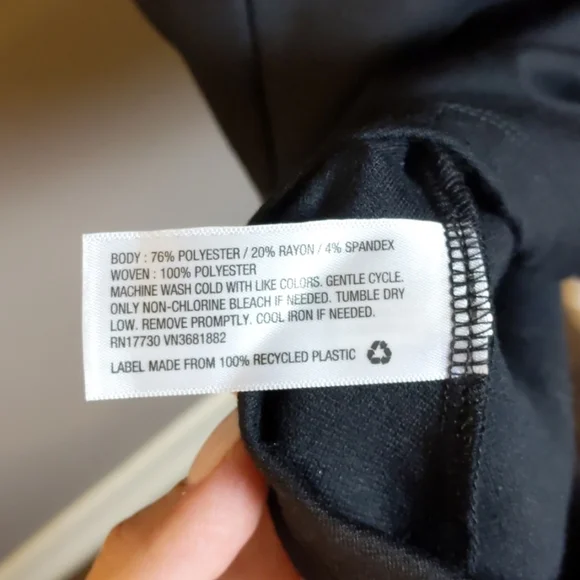 BODY : 76% POLYESTER / 20% RAYON / 4% SPANDEX
WOVEN : 100% POLYESTER
MACHINE WASH COLD WITH LIKE COLORS. GENTLE CYCLE.
ONLY NON-CHLORINE BLEACH IF NEEDED. TUMBLE DRY
LOW. REMOVE PROMPTLY. COOL IRON IF NEEDED.
RN17730 VN3681882
LABEL MADE FROM 100% RECYCLED PLASTIC